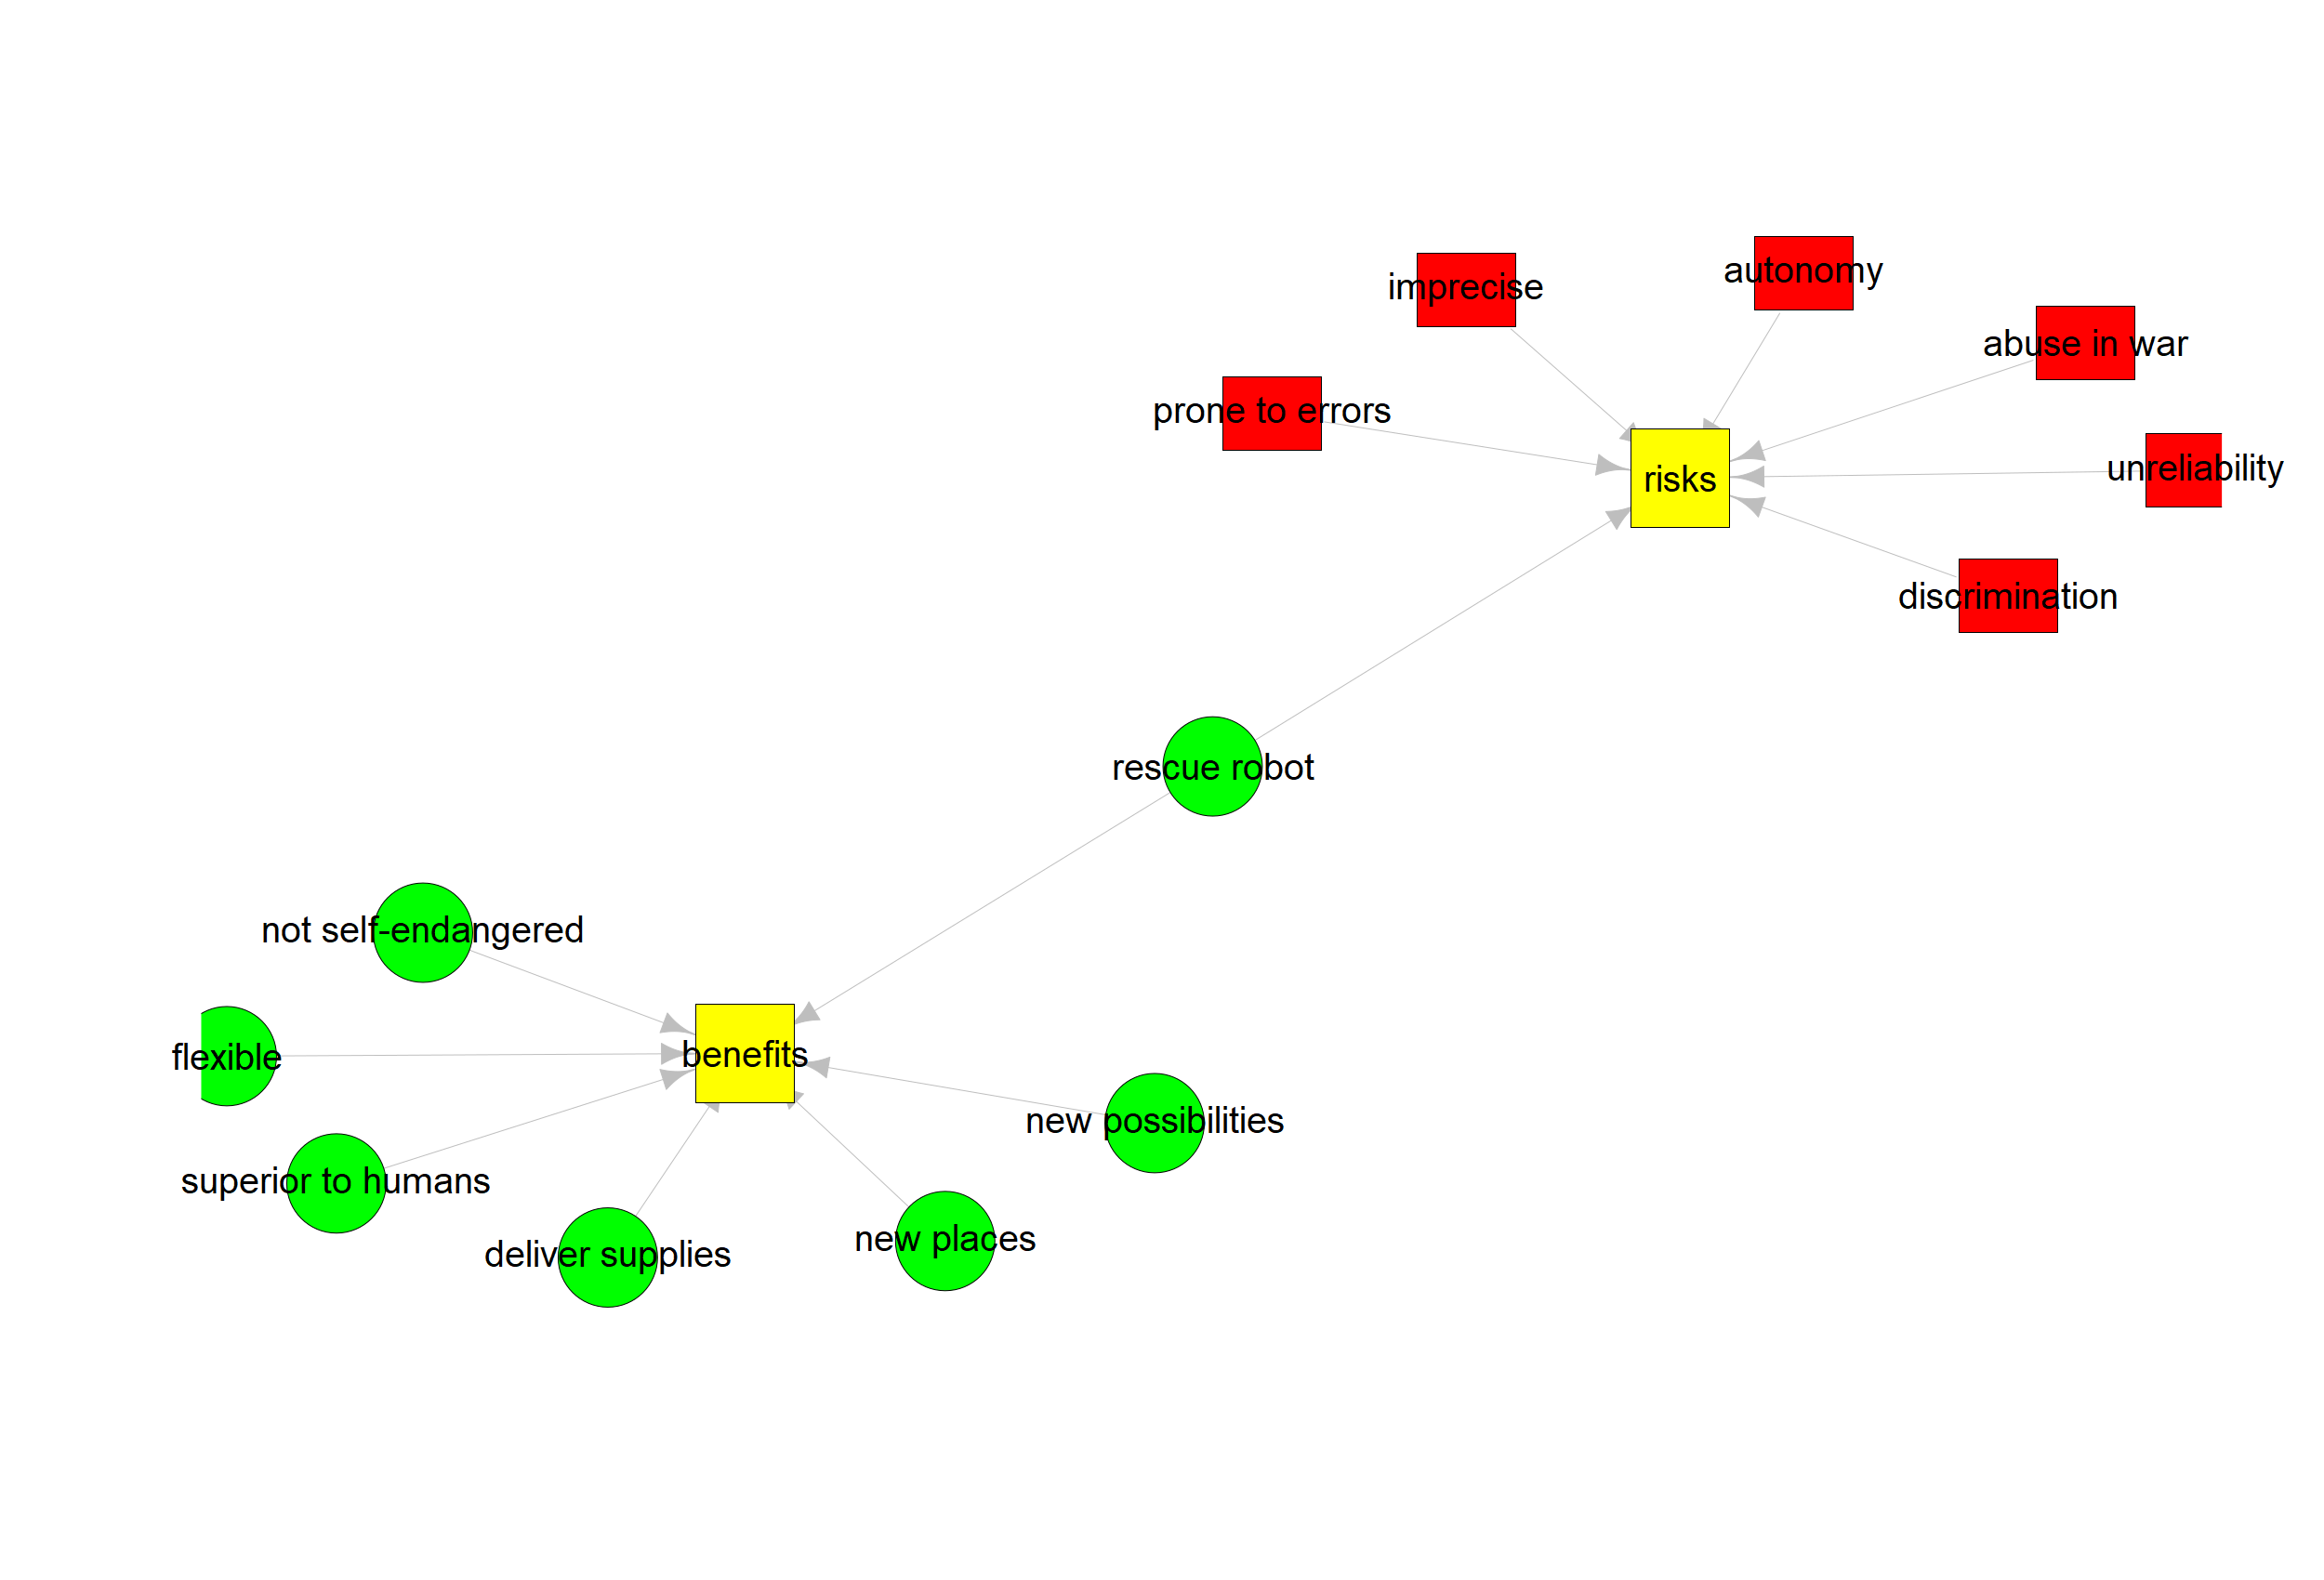 autonomy
imprecise
abuse in war
prone to errors
unreliability
risks
discrimination
rescue robot
not self-endangered
benefits
flexible
new possibilities
superior to humans
new places
deliver supplies